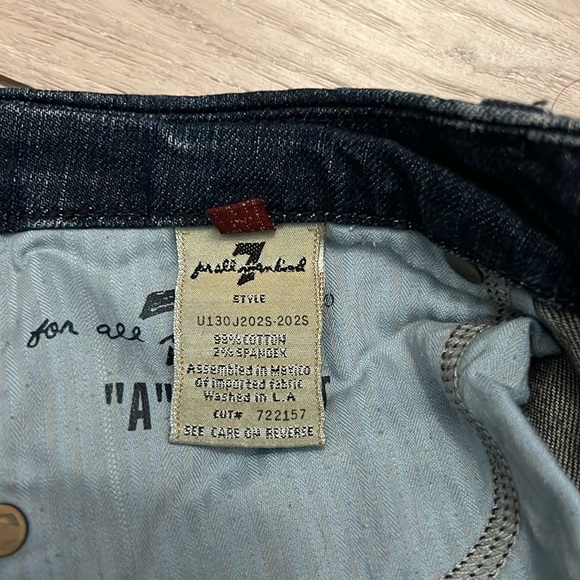 7
for all mankind
STYLE
U130J202S-202S
98% COTTON
2% SPANDEX
Assembled in Mexico
Of imported fabric
Washed in L.A
CUT# 722157
SEE CARE ON REVERSE
for all
"A"